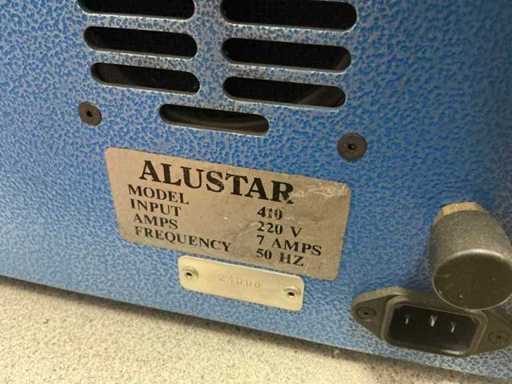 ALUSTAR
MODEL 410
INPUT 220 V
AMPS 7 AMPS
FREQUENCY 50 HZ